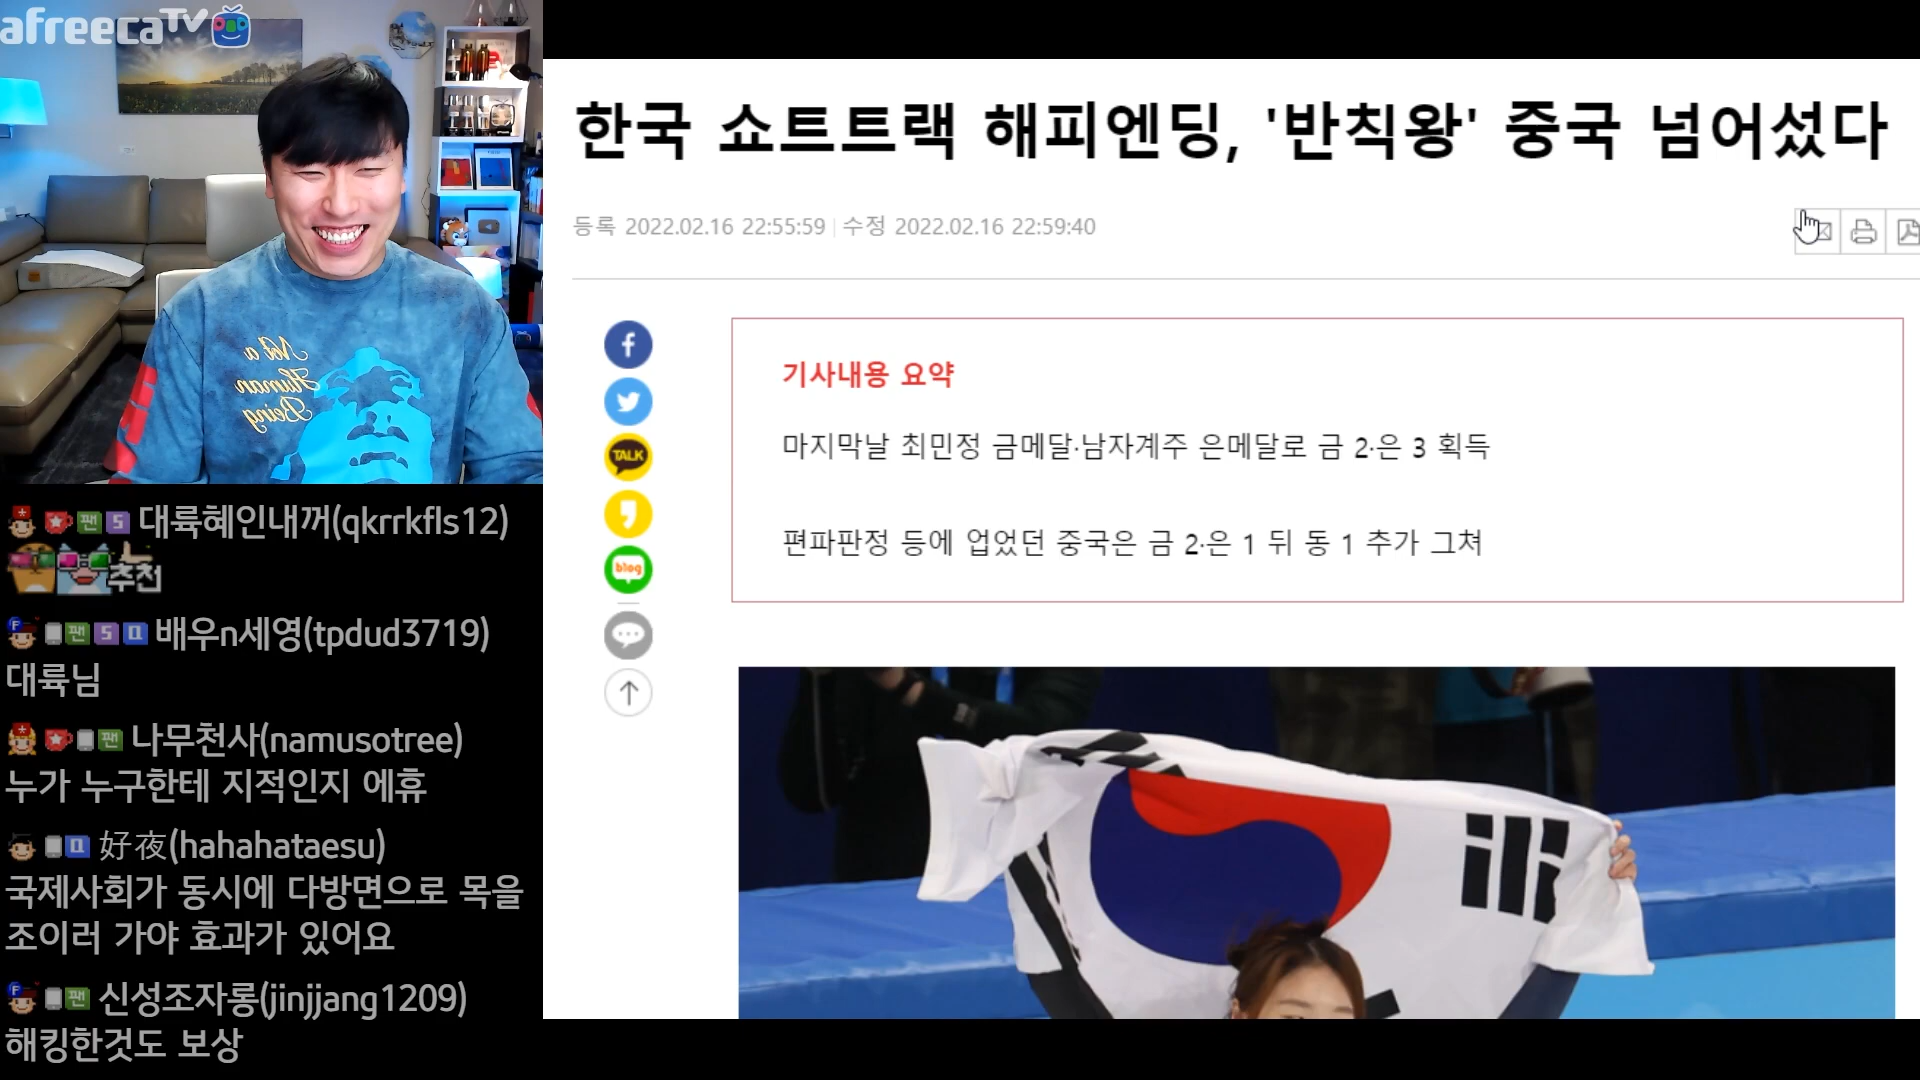 afreecaTV
Not a
Human
Being
대륙혜인내꺼(qkrrkfls12)
추천
배우n세영(tpdud3719)
대륙님
나무천사(namusotree)
누가 누구한테 지적인지 에휴
好夜(hahahataesu)
국제사회가 동시에 다방면으로 목을
조이러 가야 효과가 있어요
신성조자롱(jinjjang1209)
해킹한것도 보상
한국 쇼트트랙 해피엔딩, '반칙왕' 중국 넘어섰다
등록 2022.02.16 22:55:59 | 수정 2022.02.16 22:59:40
TALK
blog
기사내용 요약
마지막날 최민정 금메달·남자계주 은메달로 금 2·은 3 획득
편파판정 등에 업었던 중국은 금 2·은 1 뒤 동 1 추가 그쳐